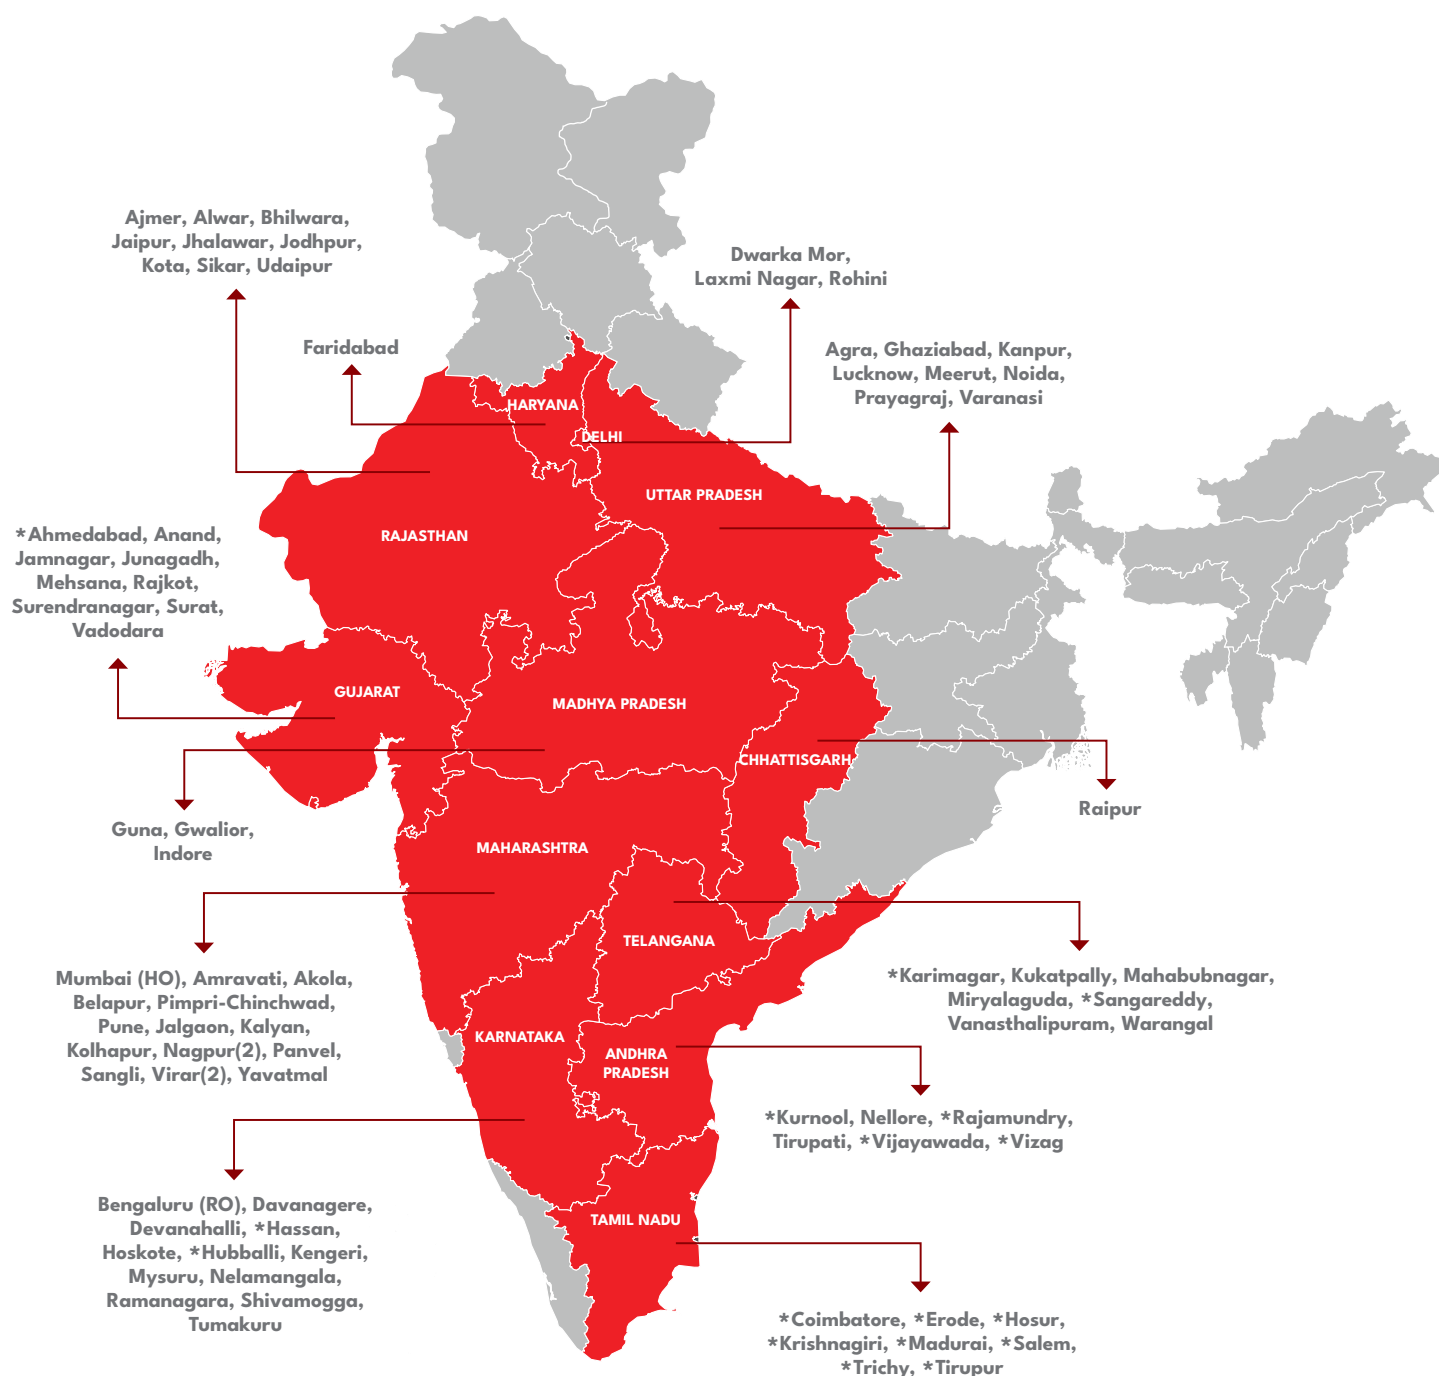 Ajmer, Alwar, Bhilwara,
Jaipur, Jhalawar, Jodhpur,
Kota, Sikar, Udaipur
Dwarka Mor,
Laxmi Nagar, Rohini
Faridabad
Agra, Ghaziabad, Kanpur,
Lucknow, Meerut, Noida,
Prayagraj, Varanasi
HARYANA
DELHI
UTTAR PRADESH
RAJASTHAN
*Ahmedabad, Anand,
Jamnagar, Junagadh,
Mehsana, Rajkot,
Surendranagar, Surat,
Vadodara
GUJARAT
MADHYA PRADESH
CHHATTISGARH
Guna, Gwalior,
Indore
Raipur
MAHARASHTRA
TELANGANA
Mumbai (HO), Amravati, Akola,
Belapur, Pimpri-Chinchwad,
Pune, Jalgaon, Kalyan,
Kolhapur, Nagpur(2), Panvel,
Sangli, Virar(2), Yavatmal
*Karimagar, Kukatpally, Mahabubnagar,
Miryalaguda, *Sangareddy,
Vanasthalipuram, Warangal
KARNATAKA
ANDHRA
PRADESH
*Kurnool, Nellore, *Rajamundry,
Tirupati, *Vijayawada, *Vizag
Bengaluru (RO), Davanagere,
Devanahalli, *Hassan,
Hoskote, *Hubballi, Kengeri,
Mysuru, Nelamangala,
Ramanagara, Shivamogga,
Tumakuru
TAMIL NADU
*Coimbatore, *Erode, *Hosur,
*Krishnagiri, *Madurai, *Salem,
*Trichy, *Tirupur